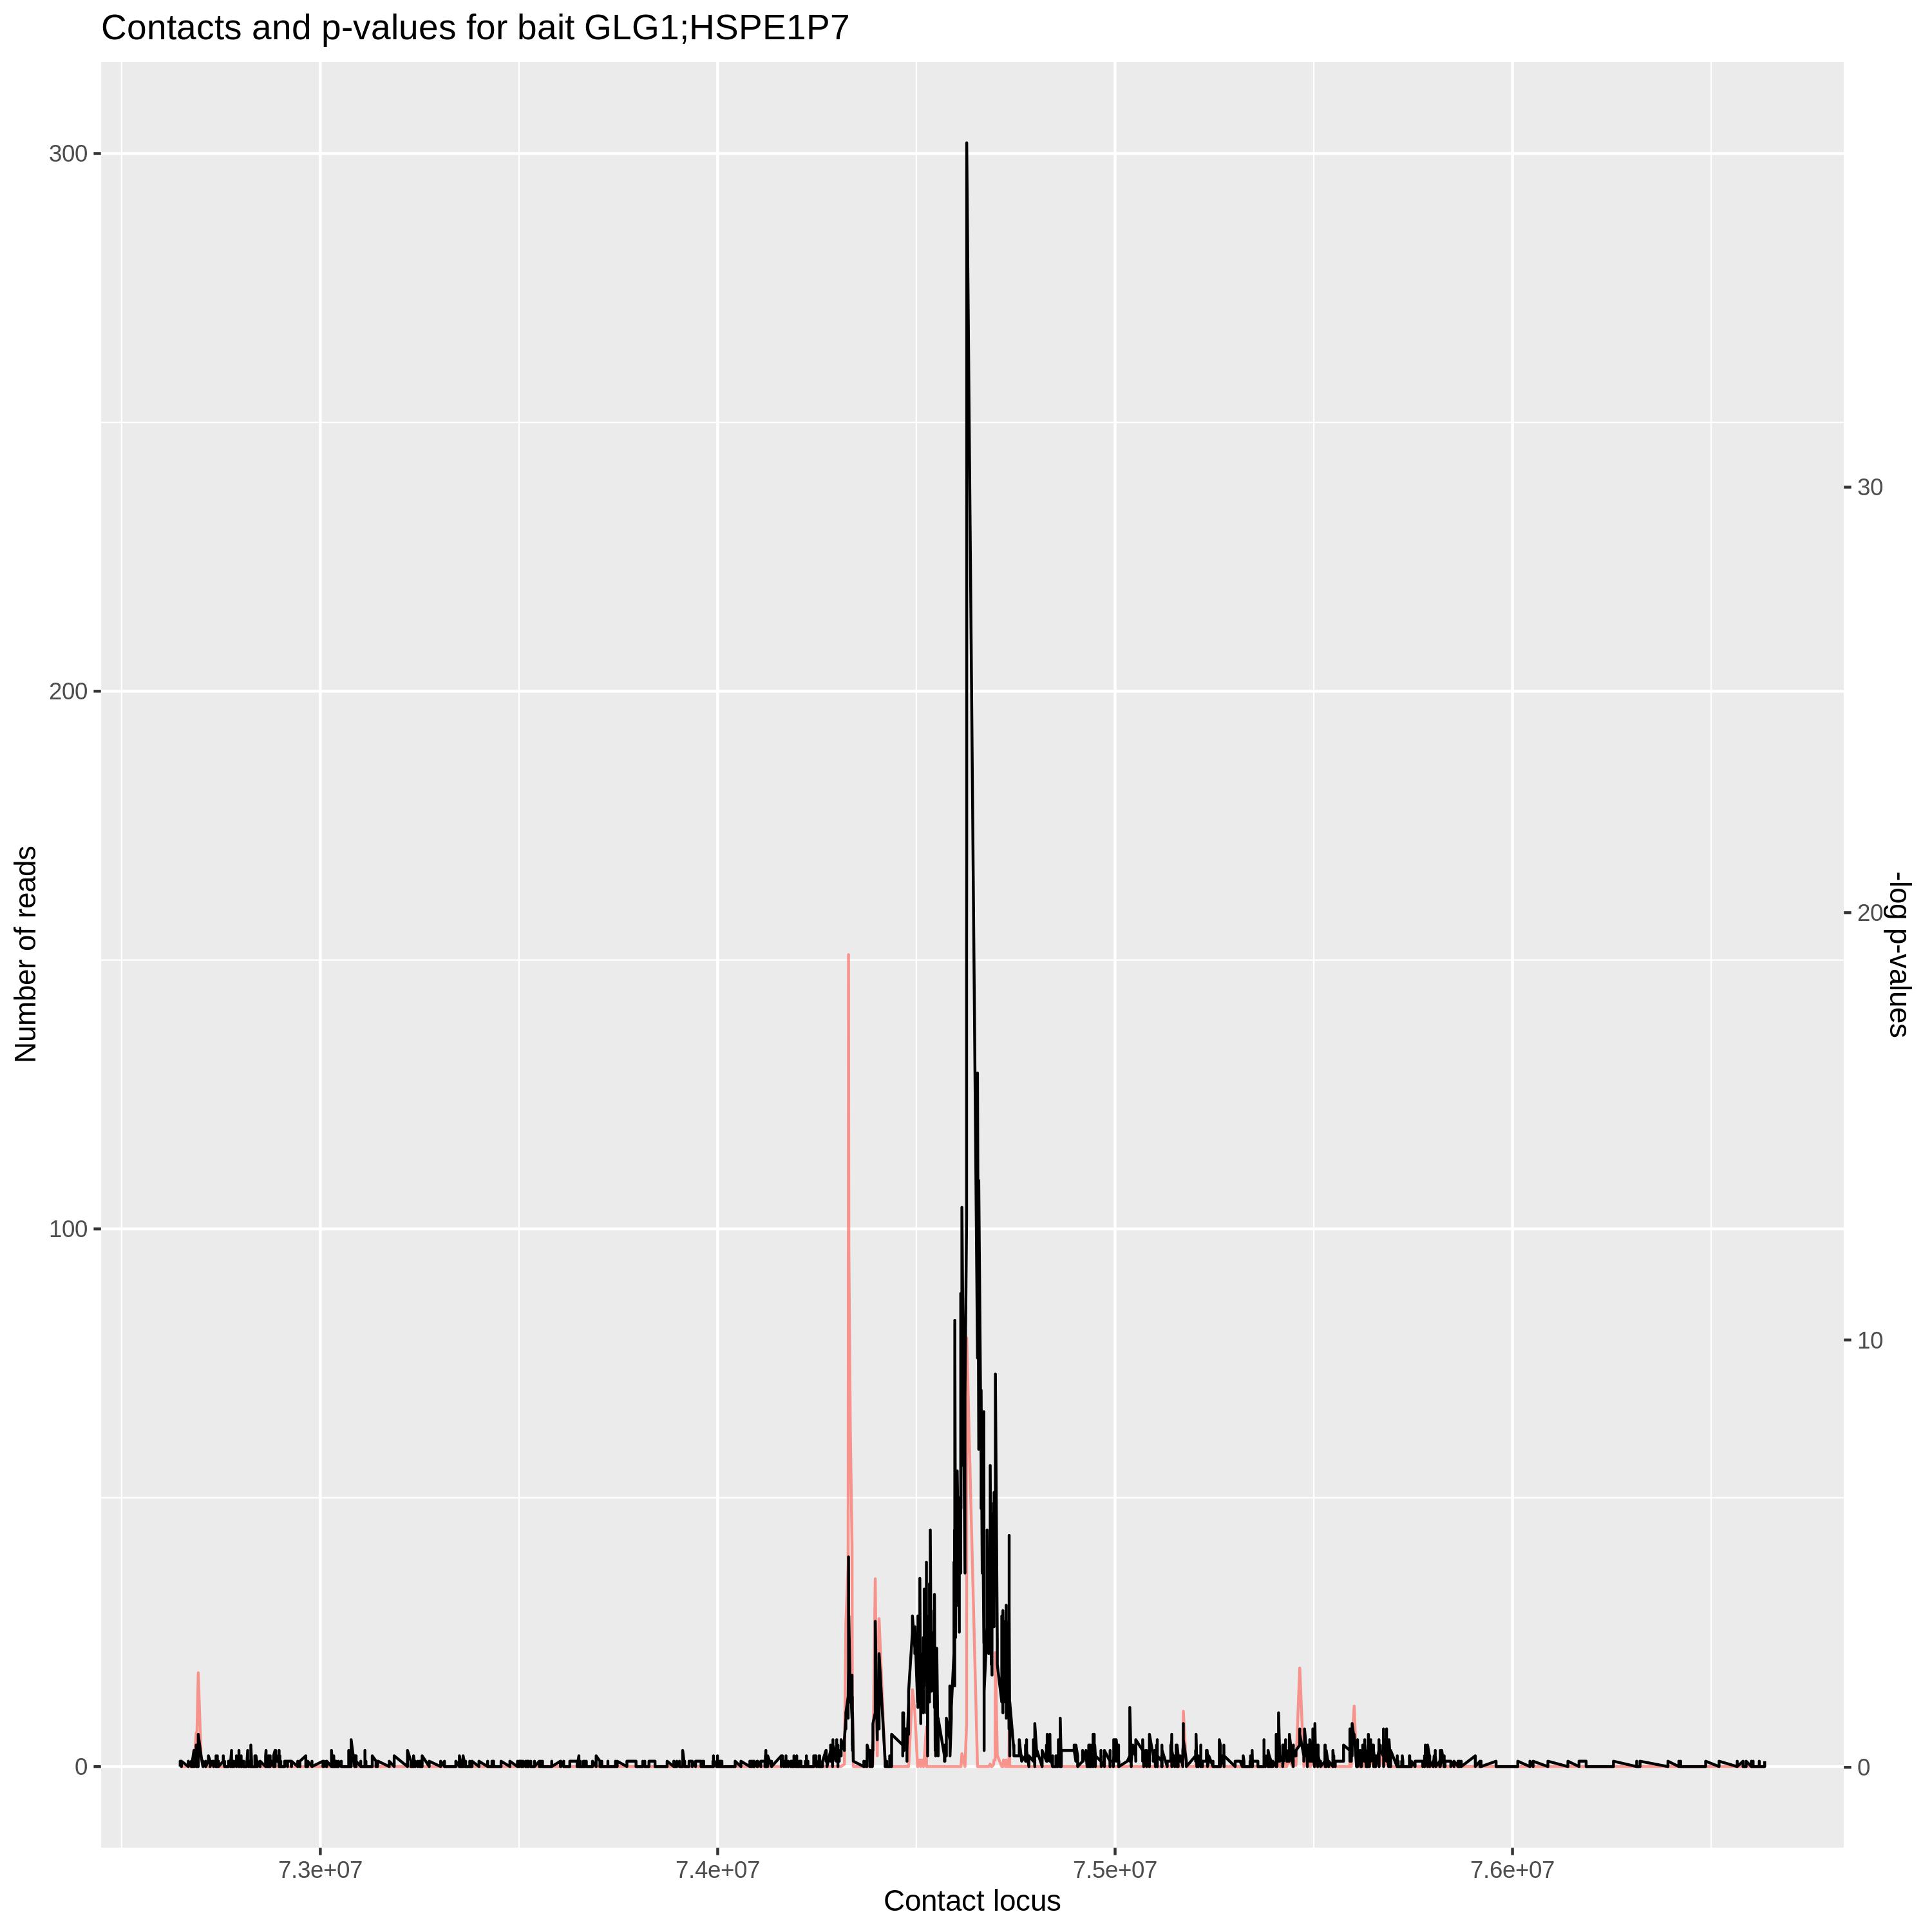 Contacts and p-values for bait GLG1;HSPE1P7
300
200
100
0
Number of reads
30
20
10
0
-log p-values
7.3e+07
7.4e+07
7.5e+07
7.6e+07
Contact locus